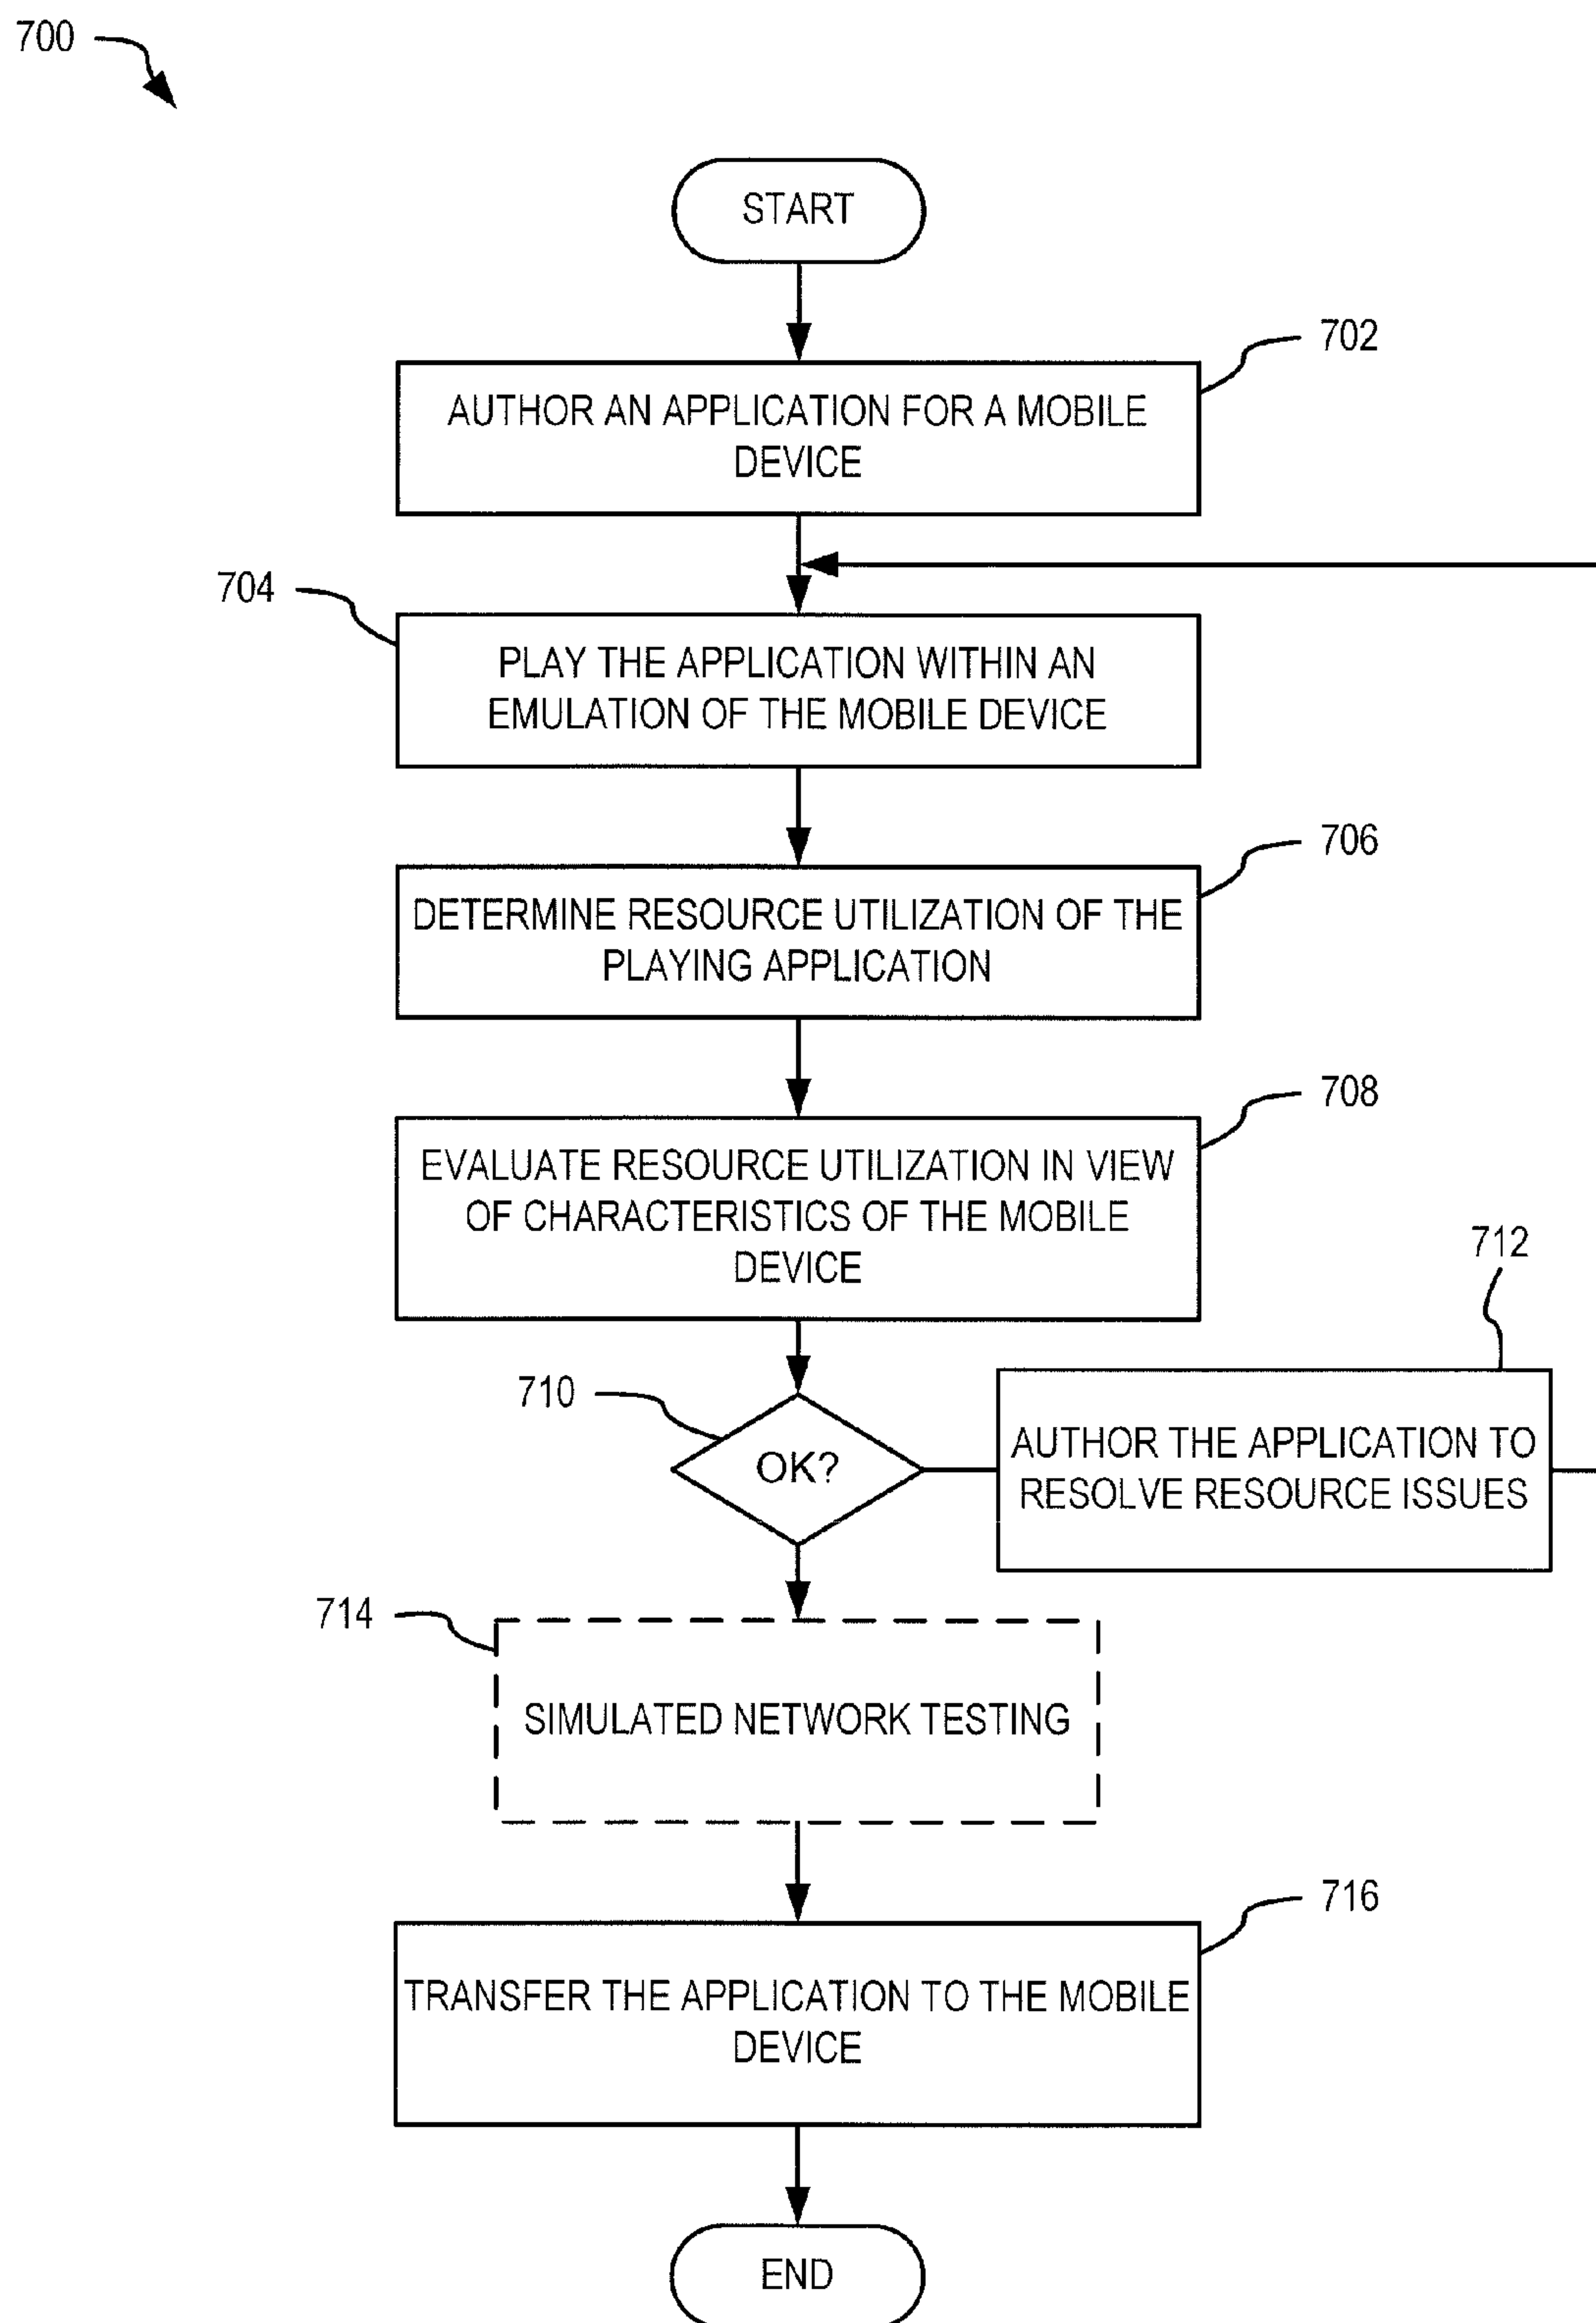 700
START
702
AUTHOR AN APPLICATION FOR A MOBILE
DEVICE
704
PLAY THE APPLICATION WITHIN AN
EMULATION OF THE MOBILE DEVICE
706
DETERMINE RESOURCE UTILIZATION OF THE
PLAYING APPLICATION
708
EVALUATE RESOURCE UTILIZATION IN VIEW
OF CHARACTERISTICS OF THE MOBILE
DEVICE
710
OK?
712
AUTHOR THE APPLICATION TO
RESOLVE RESOURCE ISSUES
714
SIMULATED NETWORK TESTING
716
TRANSFER THE APPLICATION TO THE MOBILE
DEVICE
END